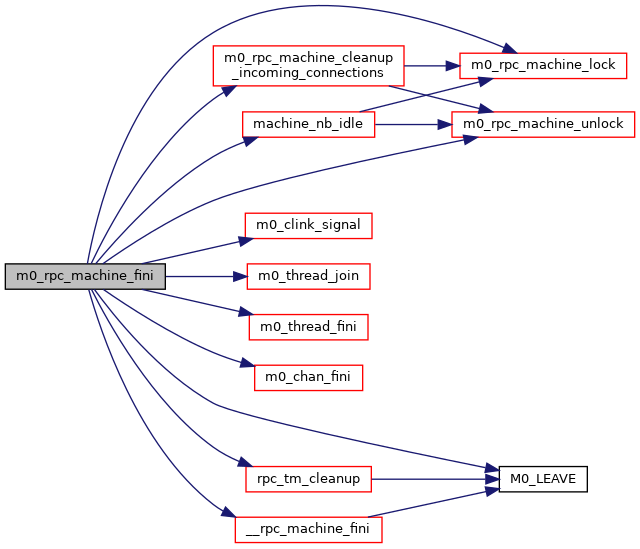 m0_rpc_machine_cleanup
_incoming_connections
m0_rpc_machine_lock
machine_nb_idle
m0_rpc_machine_unlock
m0_clink_signal
m0_rpc_machine_fini
m0_thread_join
m0_thread_fini
m0_chan_fini
rpc_tm_cleanup
M0_LEAVE
__rpc_machine_fini